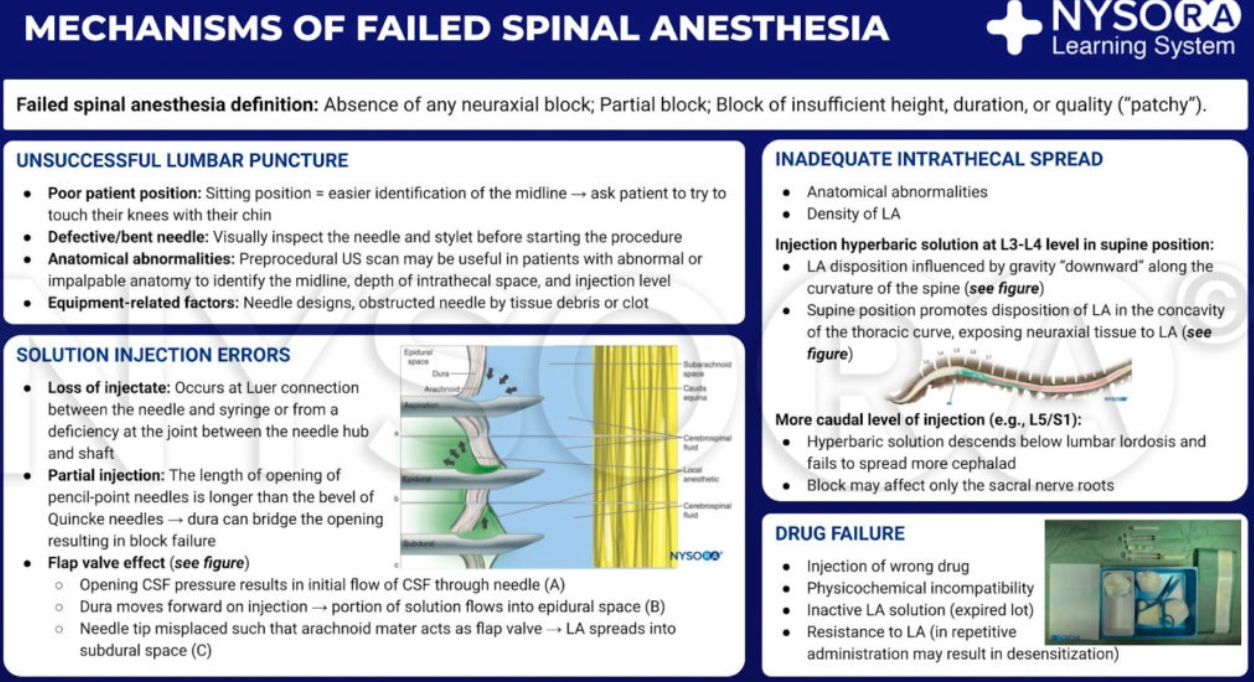 MECHANISMS OF FAILED SPINAL ANESTHESIA
NYSORA
Learning System
Failed spinal anesthesia definition: Absence of any neuraxial block; Partial block; Block of insufficient height, duration, or quality (“patchy”).
UNSUCCESSFUL LUMBAR PUNCTURE
● Poor patient position: Sitting position = easier identification of the midline → ask patient to try to
touch their knees with their chin
● Defective/bent needle: Visually inspect the needle and stylet before starting the procedure
● Anatomical abnormalities: Preprocedural US scan may be useful in patients with abnormal or
impalpable anatomy to identify the midline, depth of intrathecal space, and injection level
● Equipment-related factors: Needle designs, obstructed needle by tissue debris or clot
SOLUTION INJECTION ERRORS
● Loss of injectate: Occurs at Luer connection
between the needle and syringe or from a
deficiency at the joint between the needle hub
and shaft
● Partial injection: The length of opening of
pencil-point needles is longer than the bevel of
Quincke needles → dura can bridge the opening
resulting in block failure
● Flap valve effect (see figure)
○ Opening CSF pressure results in initial flow of CSF through needle (A)
○ Dura moves forward on injection → portion of solution flows into epidural space (B)
○ Needle tip misplaced such that arachnoid mater acts as flap valve → LA spreads into
subdural space (C)
Epidural
space
Dura
Arachnoid
Aspiration
a
Epidural
b
Subdural
c
Subarachnoid
space
Cauda
equina
Cerebrospinal
fluid
Local
anesthetic
Cerebrospinal
fluid
NYSORA
INADEQUATE INTRATHECAL SPREAD
● Anatomical abnormalities
● Density of LA
Injection hyperbaric solution at L3-L4 level in supine position:
● LA disposition influenced by gravity “downward” along the
curvature of the spine (see figure)
● Supine position promotes disposition of LA in the concavity
of the thoracic curve, exposing neuraxial tissue to LA (see
figure)
NYSORA
More caudal level of injection (e.g., L5/S1):
● Hyperbaric solution descends below lumbar lordosis and
fails to spread more cephalad
● Block may affect only the sacral nerve roots
DRUG FAILURE
● Injection of wrong drug
● Physicochemical incompatibility
● Inactive LA solution (expired lot)
● Resistance to LA (in repetitive
administration may result in desensitization)
NYSORA ©